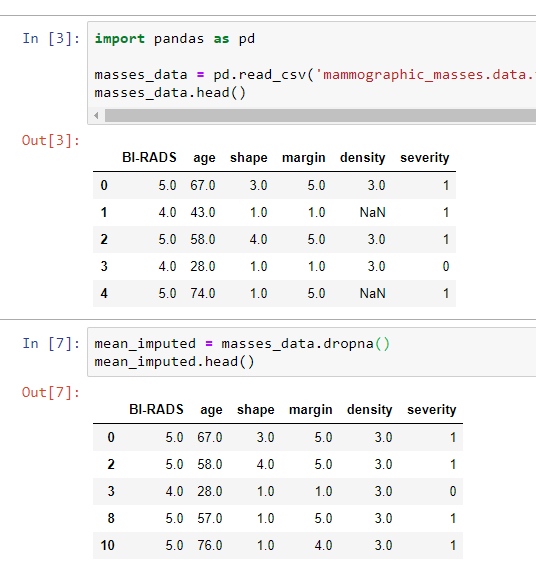 In [3]: import pandas as pd
masses_data = pd.read_csv('mammographic_masses.data.
masses_data.head()
Out[3]:
BI-RADS age shape margin density severity
0 5.0 67.0 3.0 5.0 3.0 1
1 4.0 43.0 1.0 1.0 NaN 1
2 5.0 58.0 4.0 5.0 3.0 1
3 4.0 28.0 1.0 1.0 3.0 0
4 5.0 74.0 1.0 5.0 NaN 1
In [7]: mean_imputed = masses_data.dropna()
mean_imputed.head()
Out[7]:
BI-RADS age shape margin density severity
0 5.0 67.0 3.0 5.0 3.0 1
2 5.0 58.0 4.0 5.0 3.0 1
3 4.0 28.0 1.0 1.0 3.0 0
8 5.0 57.0 1.0 5.0 3.0 1
10 5.0 76.0 1.0 4.0 3.0 1